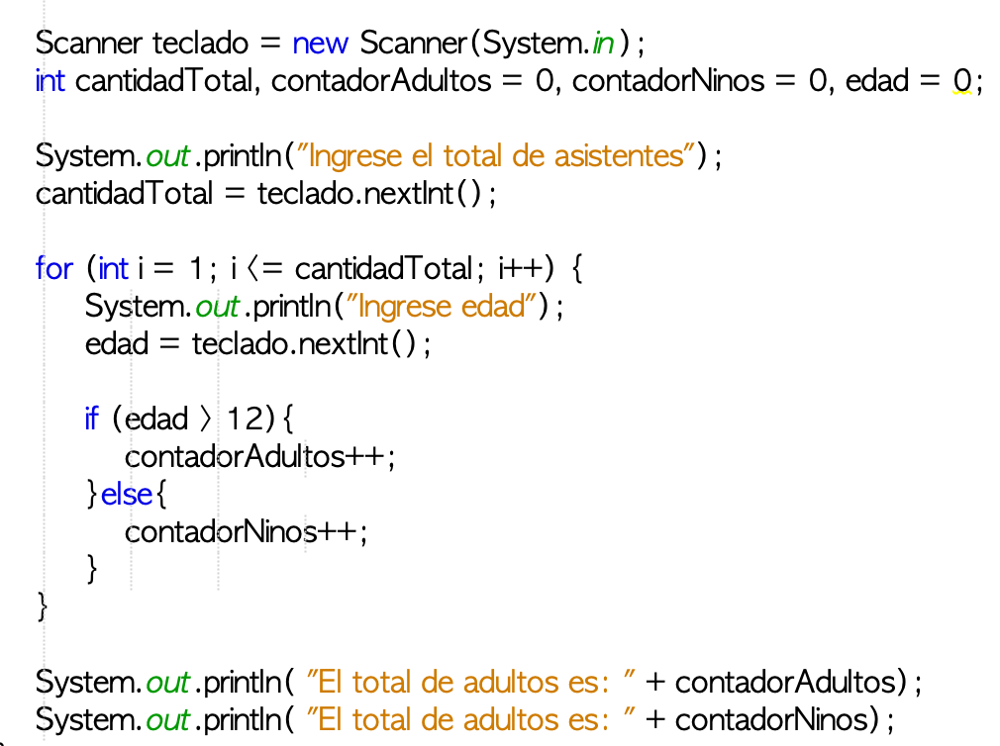 Scanner teclado = new Scanner(System.in);
int cantidadTotal, contadorAdultos = 0, contadorNinos = 0, edad = 0;
System.out.println("Ingrese el total de asistentes");
cantidadTotal = teclado.nextInt();
for (int i = 1; i <= cantidadTotal; i++) {
System.out.println("Ingrese edad");
edad = teclado.nextInt();
if (edad > 12){
contadorAdultos++;
}else{
contadorNinos++;
}
}
System.out.println( "El total de adultos es: " + contadorAdultos);
System.out.println( "El total de adultos es: " + contadorNinos);